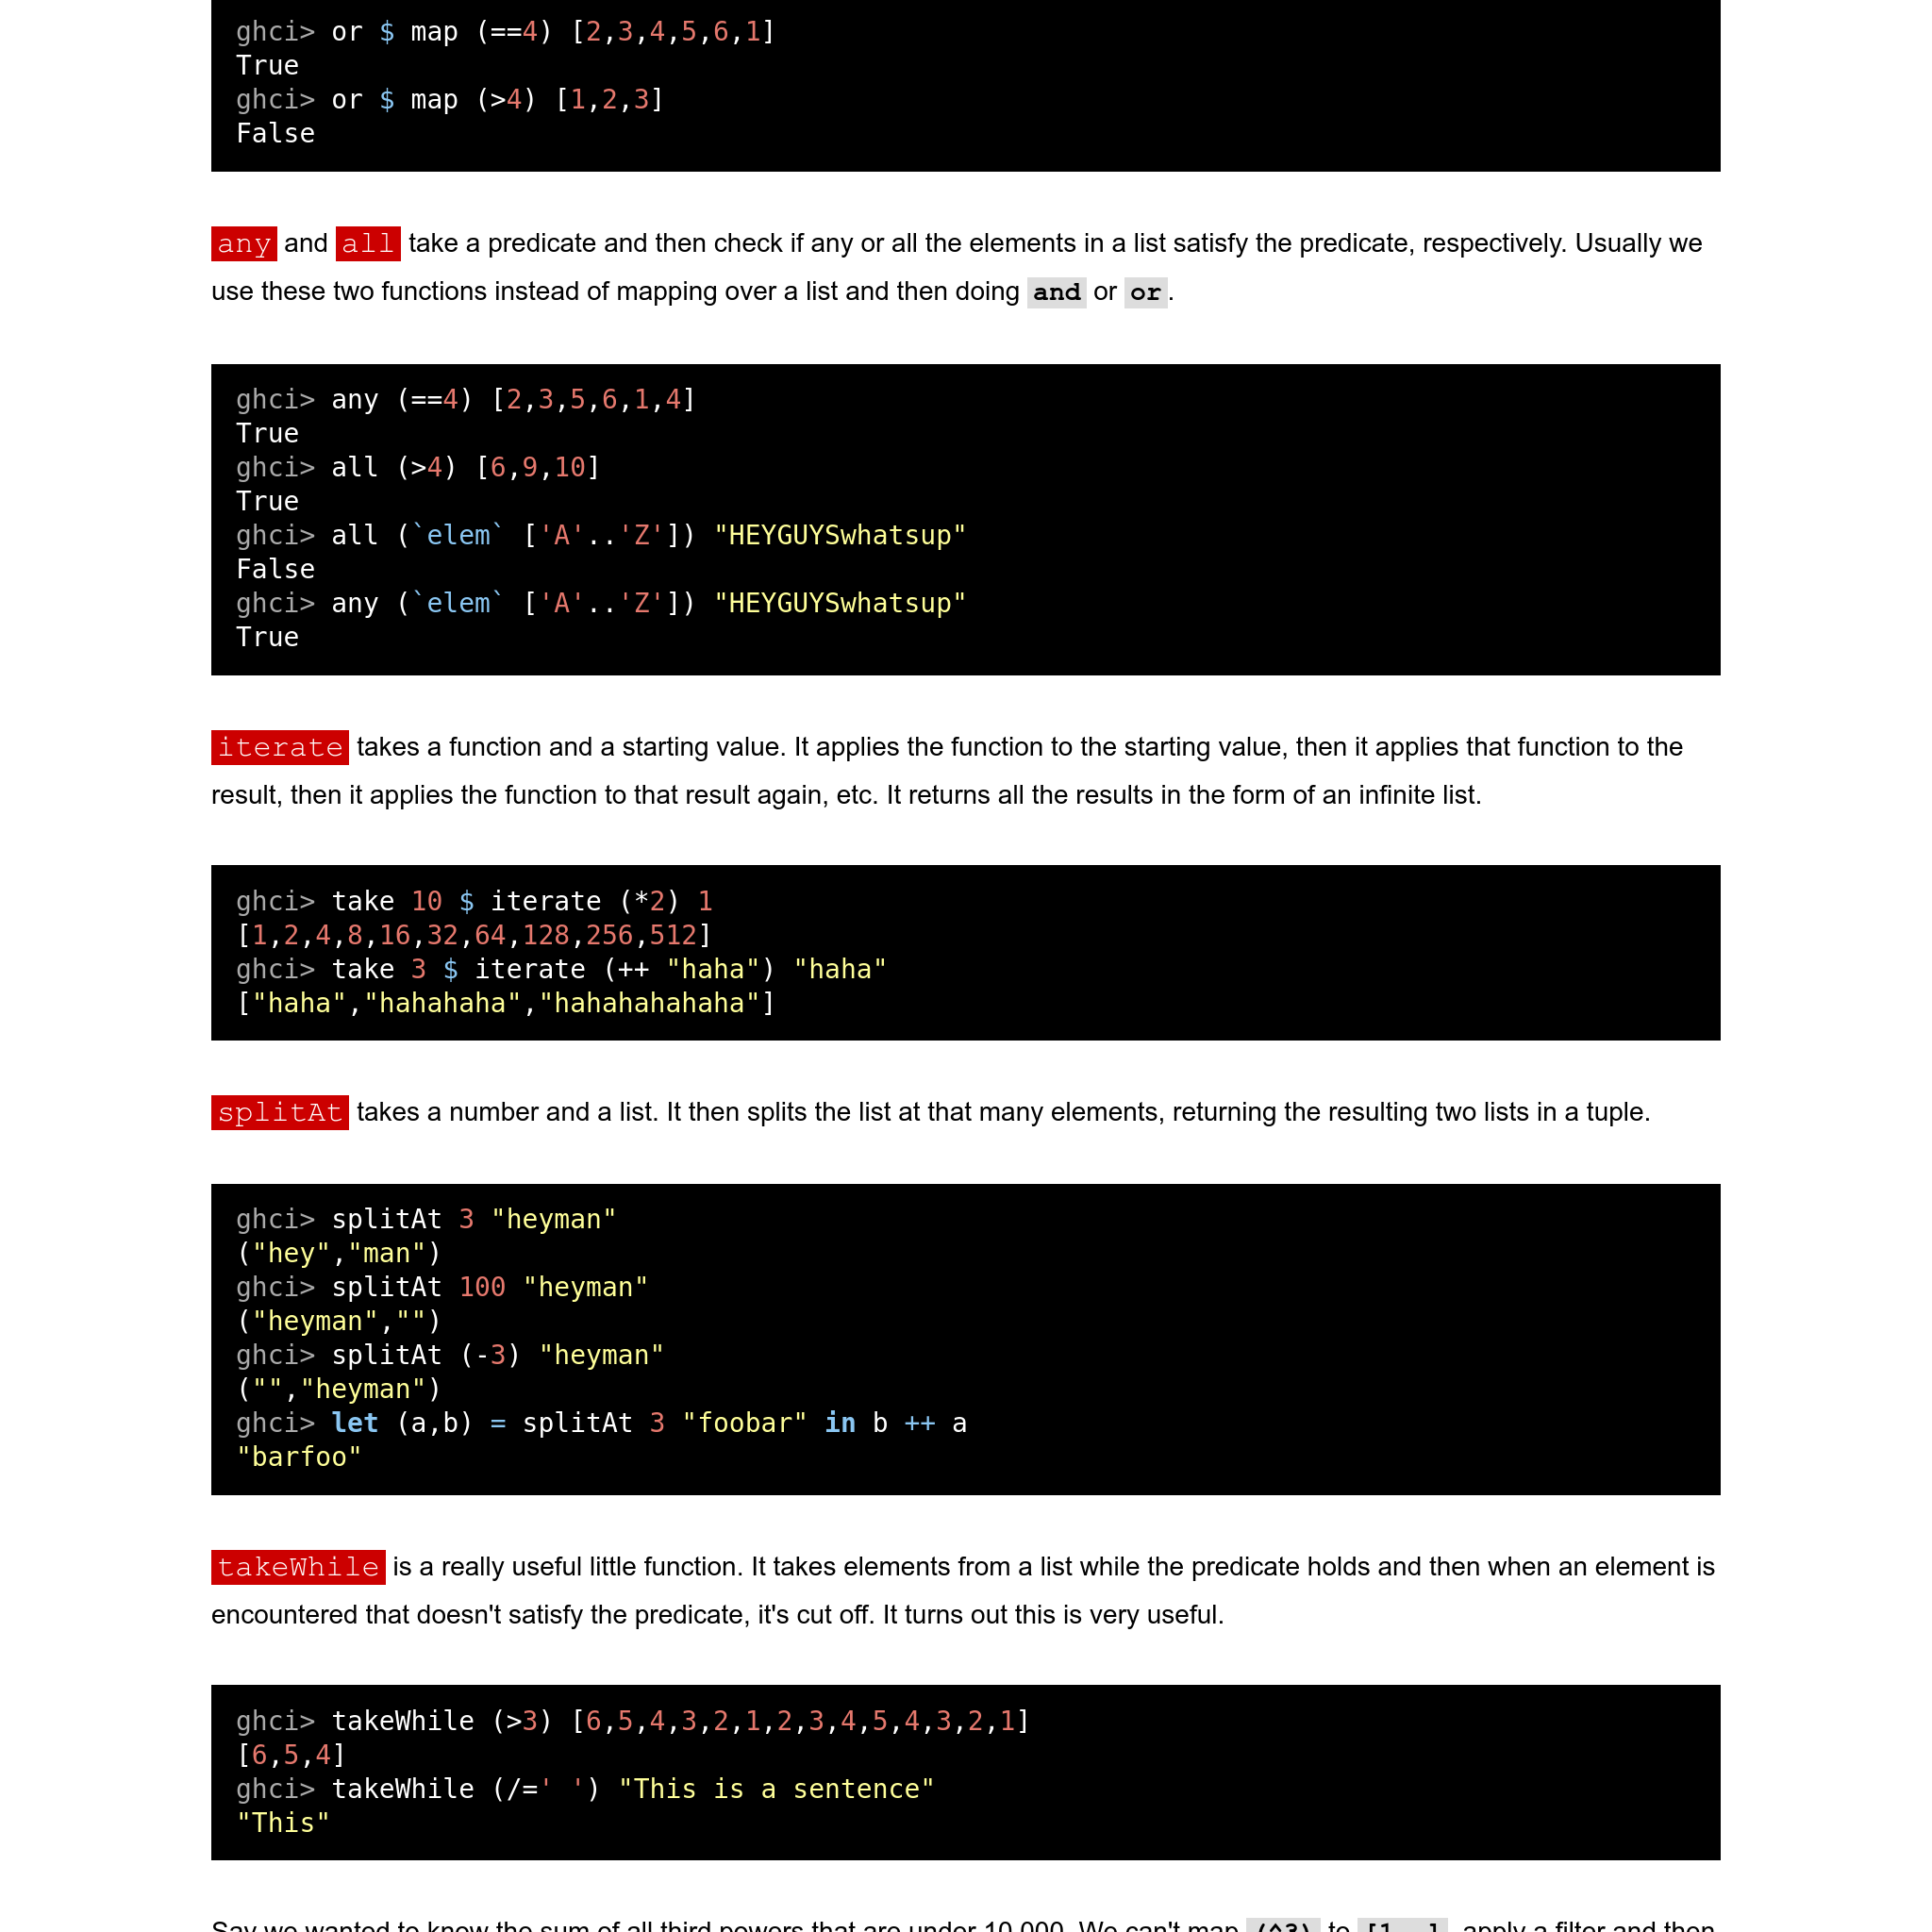 ghci> or $ map (==4) [2,3,4,5,6,1]
True
ghci> or $ map (>4) [1,2,3]
False
any and all take a predicate and then check if any or all the elements in a list satisfy the predicate, respectively. Usually we
use these two functions instead of mapping over a list and then doing and or or.
ghci> any (==4) [2,3,5,6,1,4]
True
ghci> all (>4) [6,9,10]
True
ghci> all (`elem` ['A'..'Z']) "HEYGUYSwhatsup"
False
ghci> any (`elem` ['A'..'Z']) "HEYGUYSwhatsup"
True
iterate takes a function and a starting value. It applies the function to the starting value, then it applies that function to the
result, then it applies the function to that result again, etc. It returns all the results in the form of an infinite list.
ghci> take 10 $ iterate (*2) 1
[1,2,4,8,16,32,64,128,256,512]
ghci> take 3 $ iterate (++ "haha") "haha"
["haha","hahahaha","hahahahahaha"]
splitAt takes a number and a list. It then splits the list at that many elements, returning the resulting two lists in a tuple.
ghci> splitAt 3 "heyman"
("hey","man")
ghci> splitAt 100 "heyman"
("heyman","")
ghci> splitAt (-3) "heyman"
("","heyman")
ghci> let (a,b) = splitAt 3 "foobar" in b ++ a
"barfoo"
takeWhile is a really useful little function. It takes elements from a list while the predicate holds and then when an element is
encountered that doesn't satisfy the predicate, it's cut off. It turns out this is very useful.
ghci> takeWhile (>3) [6,5,4,3,2,1,2,3,4,5,4,3,2,1]
[6,5,4]
ghci> takeWhile (/=' ') "This is a sentence"
"This"
Say we wanted to know the sum of all third powers that are under 10,000. We can't map (^3) to [1..], apply a filter and then